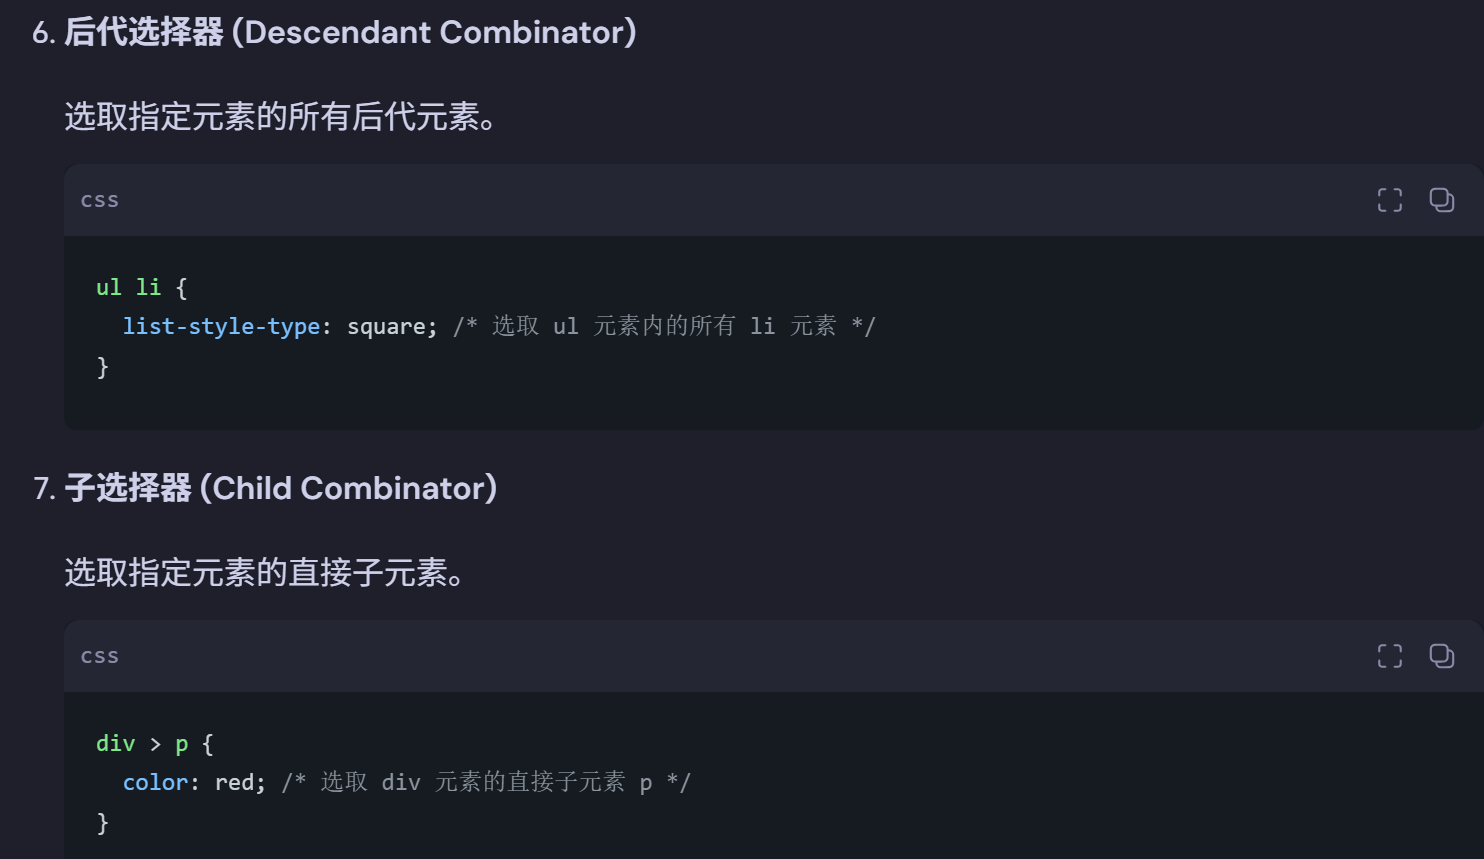 6. 后代选择器 (Descendant Combinator)
选取指定元素的所有后代元素。
css
ul li {
  list-style-type: square; /* 选取 ul 元素内的所有 li 元素 */
}
7. 子选择器 (Child Combinator)
选取指定元素的直接子元素。
css
div > p {
  color: red; /* 选取 div 元素的直接子元素 p */
}